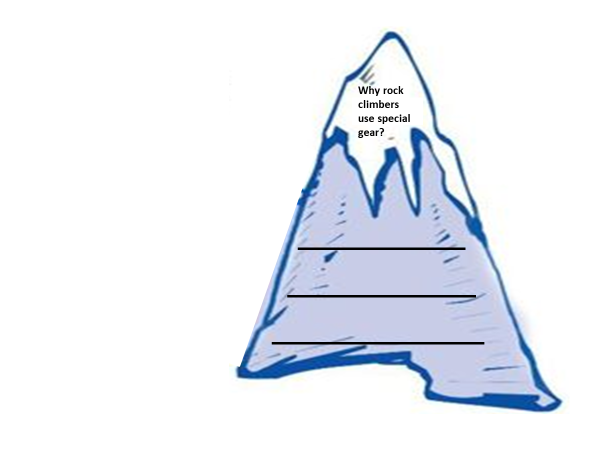 Why rock
climbers
use special
gear?